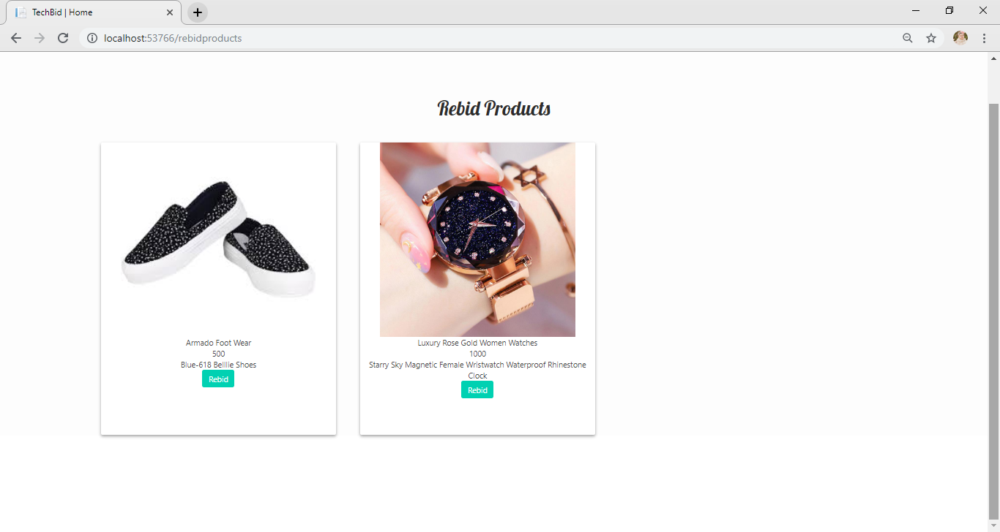 TechBid | Home
localhost:53766/rebidproducts
Rebid Products
Armado Foot Wear
500
Blue-618 Belllie Shoes
Rebid
Luxury Rose Gold Women Watches
1000
Starry Sky Magnetic Female Wristwatch Waterproof Rhinestone
Clock
Rebid